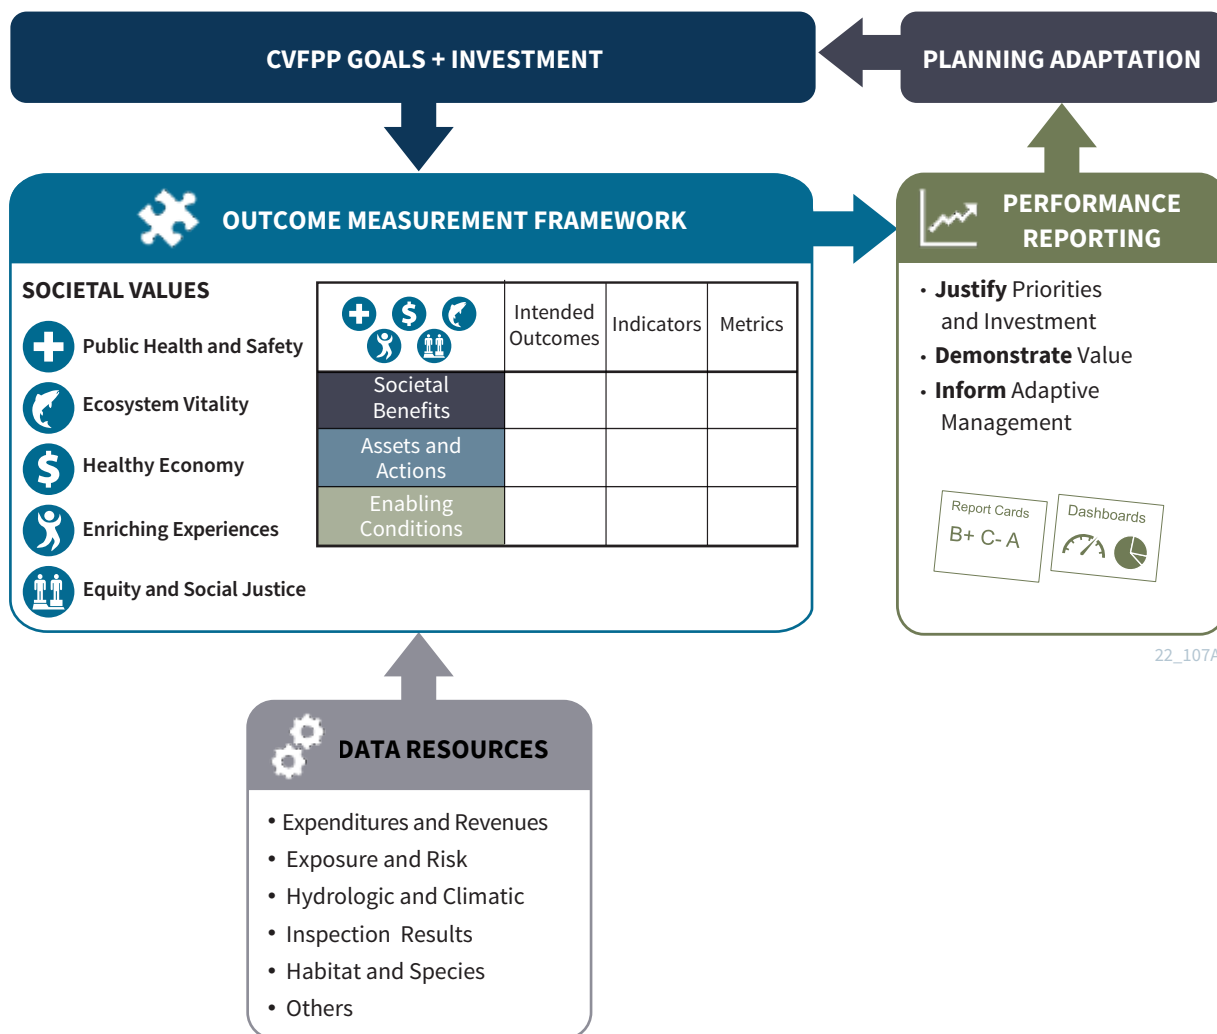 CVFPP GOALS + INVESTMENT
PLANNING ADAPTATION
OUTCOME MEASUREMENT FRAMEWORK
SOCIETAL VALUES
Public Health and Safety
Ecosystem Vitality
$
Healthy Economy
Enriching Experiences
Equity and Social Justice
$
Intended
Outcomes
Indicators
Metrics
Societal
Benefits
Assets and
Actions
Enabling
Conditions
PERFORMANCE
REPORTING
• Justify Priorities
and Investment
• Demonstrate Value
• Inform Adaptive
Management
Report Cards
B+ C- A
Dashboards
22_107A
DATA RESOURCES
• Expenditures and Revenues
• Exposure and Risk
• Hydrologic and Climatic
• Inspection Results
• Habitat and Species
• Others